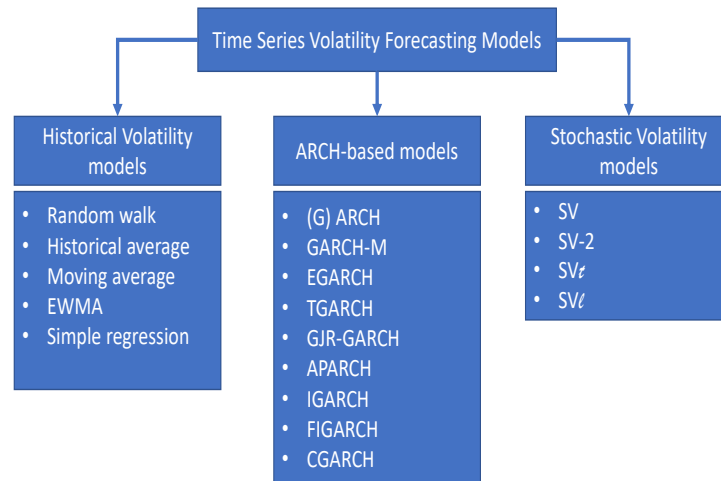 Time Series Volatility Forecasting Models
Historical Volatility
models
• Random walk
• Historical average
• Moving average
• EWMA
• Simple regression
ARCH-based models
• (G) ARCH
• GARCH-M
• EGARCH
• TGARCH
• GJR-GARCH
• APARCH
• IGARCH
• FIGARCH
• CGARCH
Stochastic Volatility
models
• SV
• SV-2
• SV𝓉
• SV𝓁